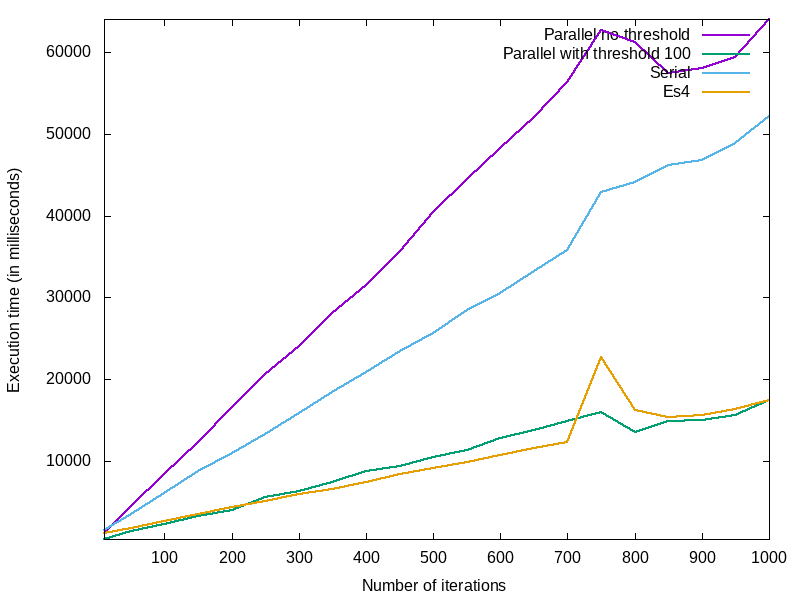 Parallel no threshold
Parallel with threshold 100
Serial
Es4
60000
50000
40000
30000
20000
10000
Execution time (in milliseconds)
100 200 300 400 500 600 700 800 900 1000
Number of iterations